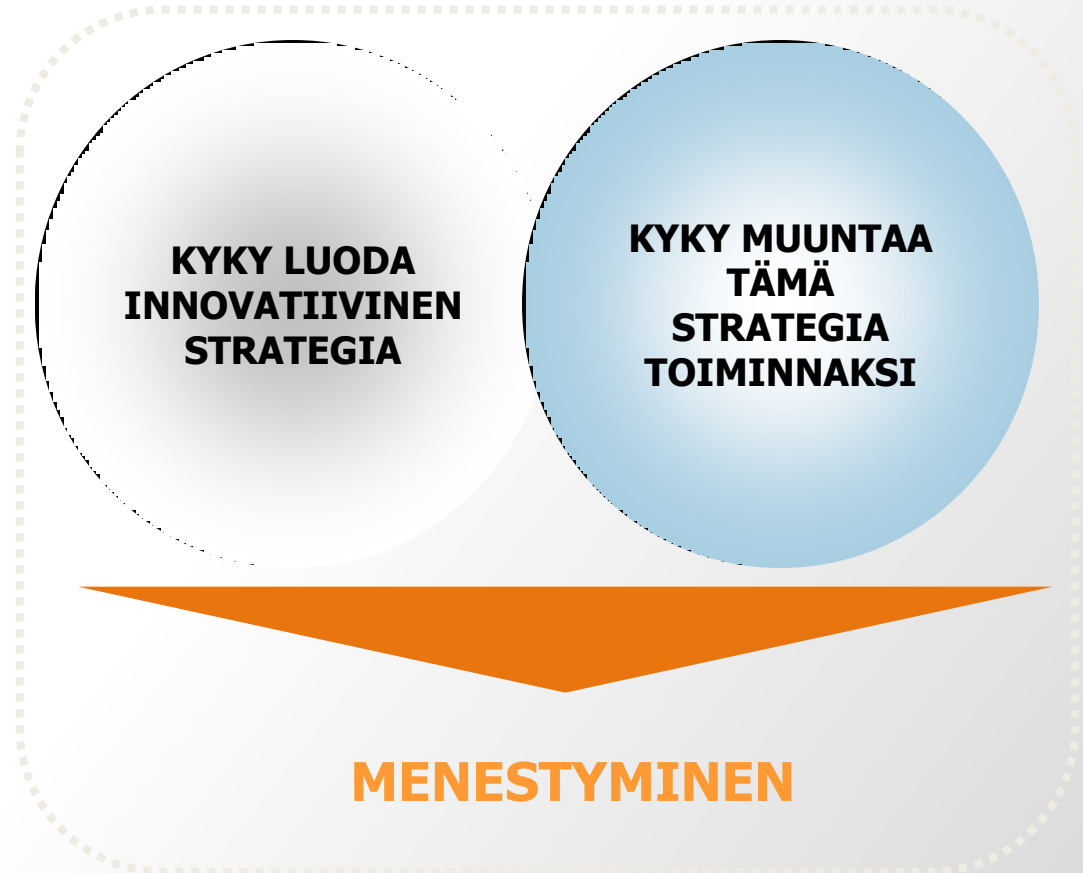 KYKY LUODA
INNOVATIIVINEN
STRATEGIA
KYKY MUUNTAA
TÄMÄ
STRATEGIA
TOIMINNAKSI
MENESTYMINEN